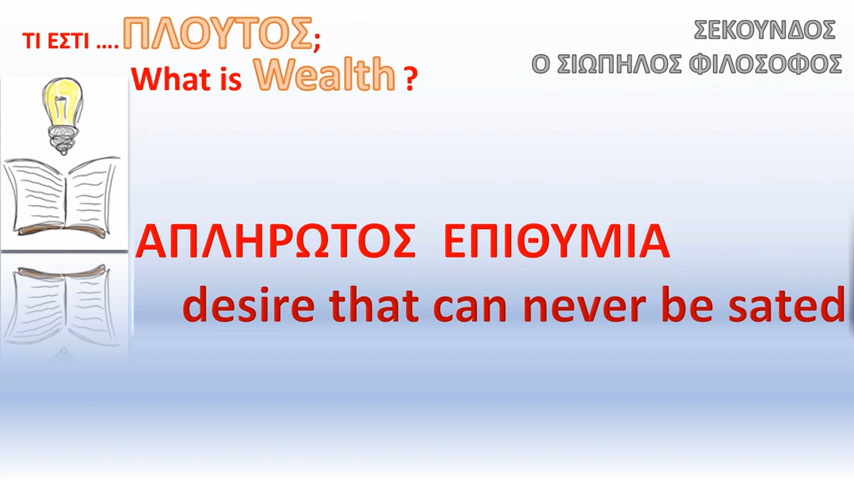 ΤΙ ΕΣΤΙ ....ΠΛΟΥΤΟΣ;
What is Wealth ?
ΣΕΚΟΥΝΔΟΣ
Ο ΣΙΩΠΗΛΟΣ ΦΙΛΟΣΟΦΟΣ
ΑΠΛΗΡΩΤΟΣ ΕΠΙΘΥΜΙΑ
desire that can never be sated